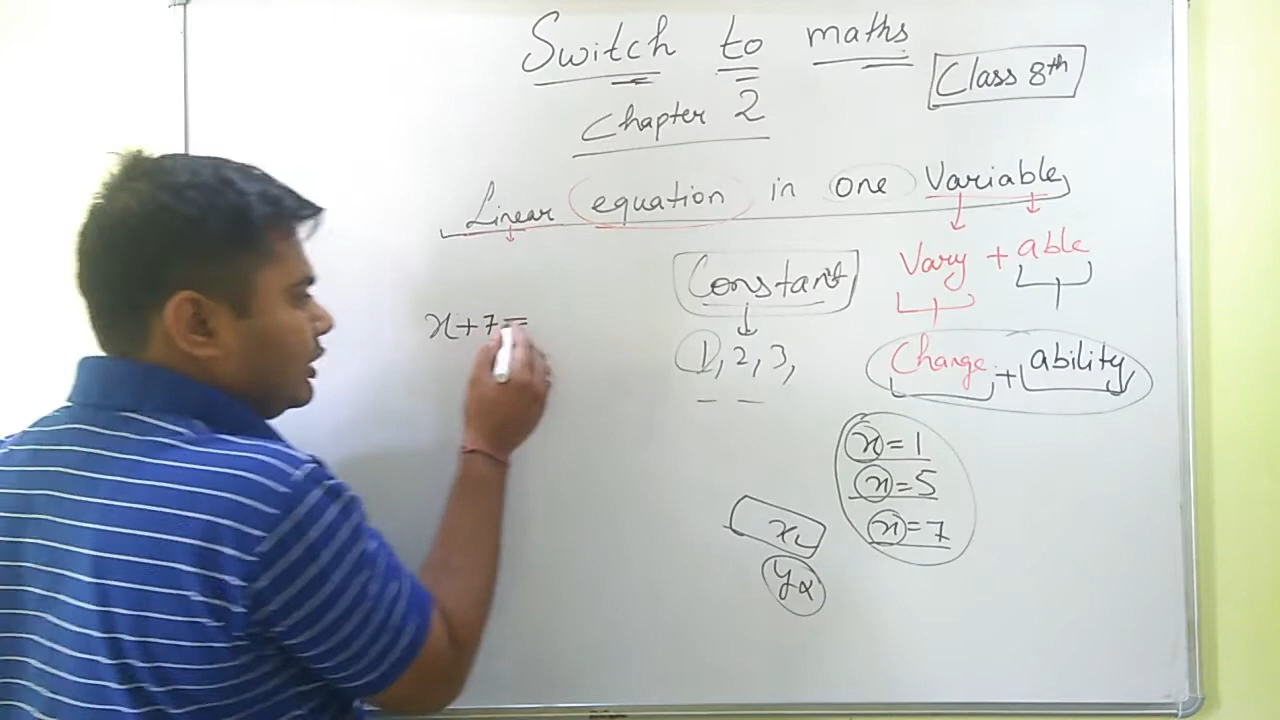 Switch to maths
Class 8th
Chapter 2
Linear equation in one Variable
Vary + able
Constant
x+7=
1, 2, 3,
Change + ability
x=1
x=5
x=7
x
y